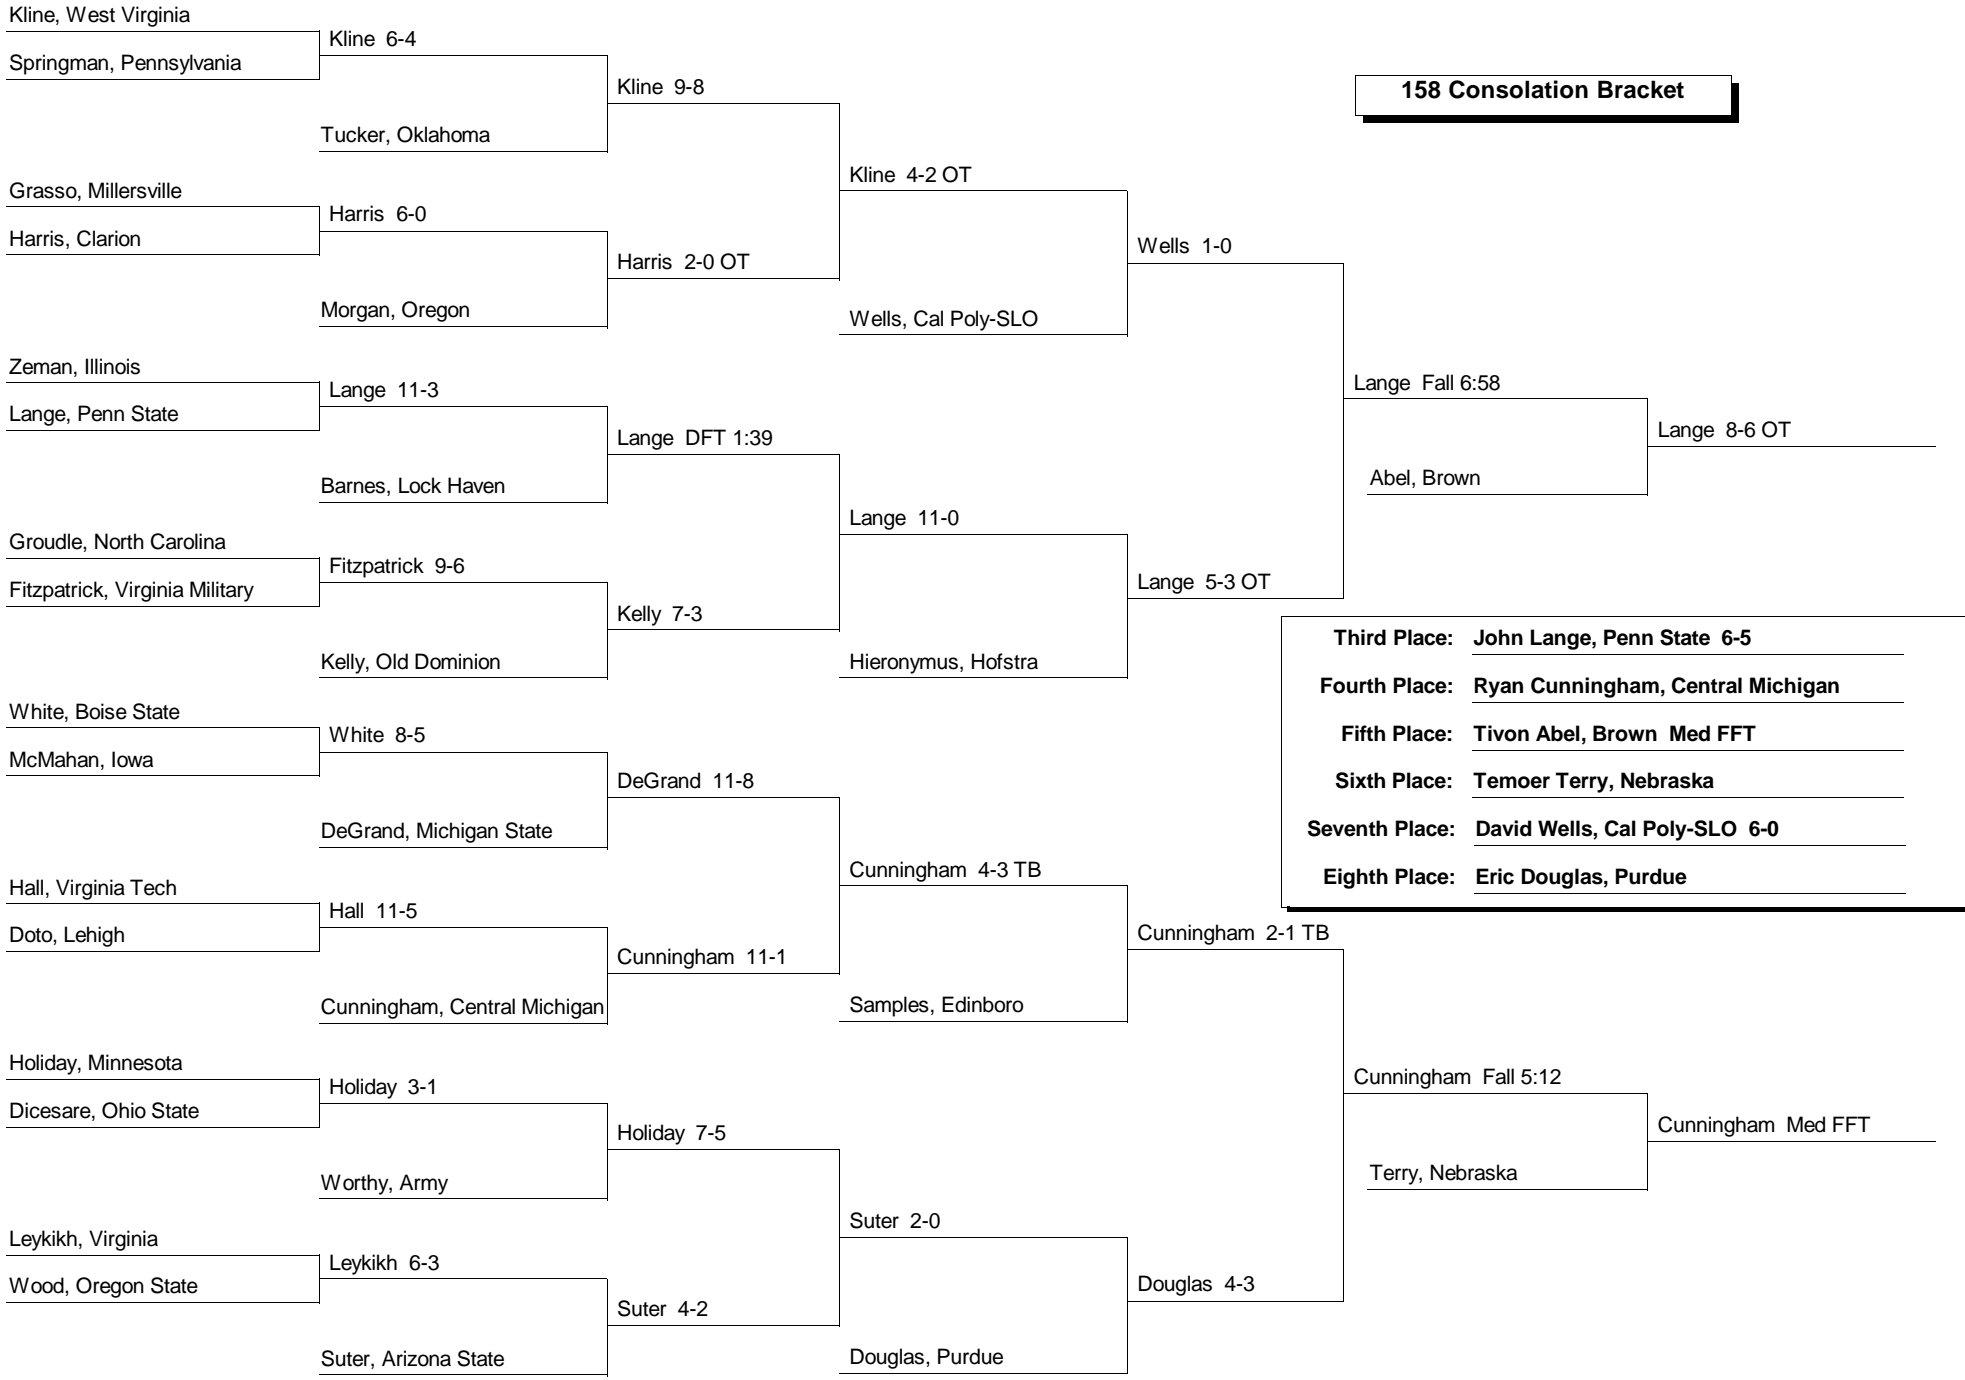 Kline, West Virginia
Kline 6-4
Springman, Pennsylvania
Kline 9-8
158 Consolation Bracket
Tucker, Oklahoma
Kline 4-2 OT
Grasso, Millersville
Harris 6-0
Harris, Clarion
Wells 1-0
Harris 2-0 OT
Morgan, Oregon
Wells, Cal Poly-SLO
Zeman, Illinois
Lange 11-3
Lange Fall 6:58
Lange, Penn State
Lange DFT 1:39
Lange 8-6 OT
Barnes, Lock Haven
Abel, Brown
Lange 11-0
Groudle, North Carolina
Fitzpatrick 9-6
Fitzpatrick, Virginia Military
Lange 5-3 OT
Kelly 7-3
Kelly, Old Dominion
Hieronymus, Hofstra
Third Place: John Lange, Penn State 6-5
Fourth Place: Ryan Cunningham, Central Michigan
Fifth Place: Tivon Abel, Brown Med FFT
Sixth Place: Temoer Terry, Nebraska
Seventh Place: David Wells, Cal Poly-SLO 6-0
Eighth Place: Eric Douglas, Purdue
White, Boise State
White 8-5
McMahan, Iowa
DeGrand 11-8
DeGrand, Michigan State
Cunningham 4-3 TB
Hall, Virginia Tech
Hall 11-5
Doto, Lehigh
Cunningham 2-1 TB
Cunningham 11-1
Cunningham, Central Michigan
Samples, Edinboro
Holiday, Minnesota
Holiday 3-1
Cunningham Fall 5:12
Dicesare, Ohio State
Holiday 7-5
Cunningham Med FFT
Worthy, Army
Terry, Nebraska
Suter 2-0
Leykikh, Virginia
Leykikh 6-3
Wood, Oregon State
Douglas 4-3
Suter 4-2
Suter, Arizona State
Douglas, Purdue